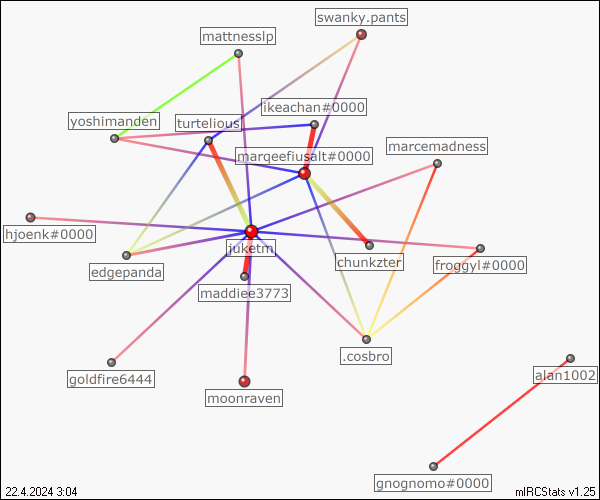 swanky.pants
mattnesslp
ikeachan#0000
yoshimanden
turtelious
marqeefiusalt#0000
marcemadness
hjoenk#0000
juketm
chunkzter
froggyl#0000
edgepanda
maddiee3773
.cosbro
goldfire6444
alan1002
moonraven
gnognomo#0000
22.4.2024 3:04
mIRCStats v1.25